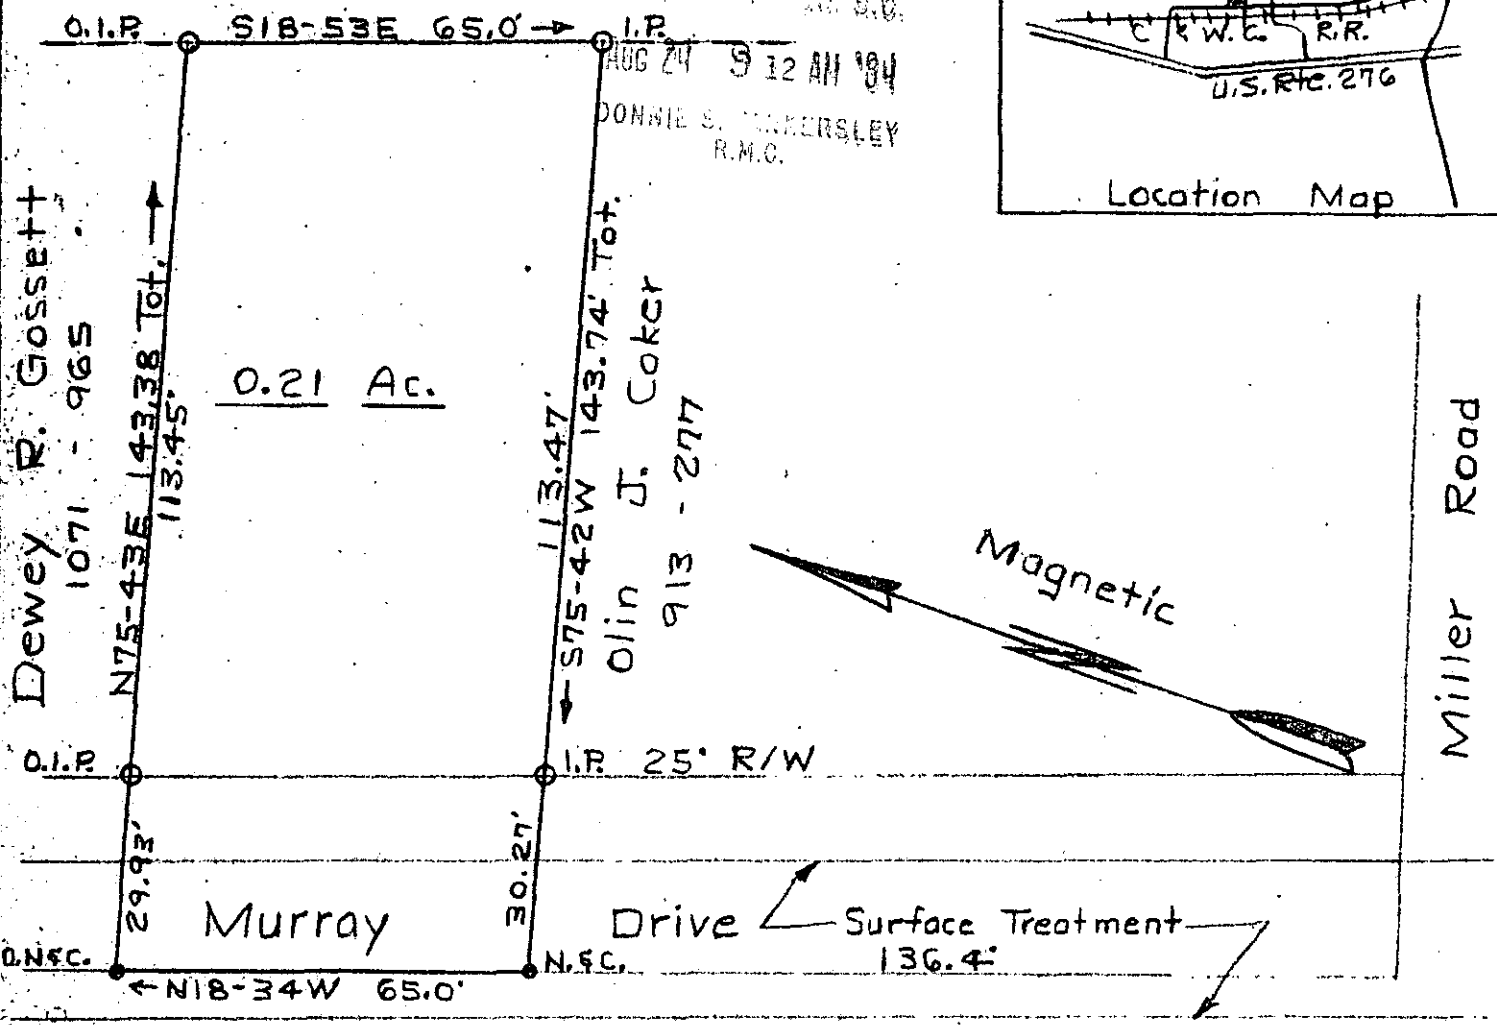 O.I.P. S18-53E 65.0' → I.P.
AUG 24 9 12 AM '84
DONNIE S. TANKERSLEY
R.M.C.
C & W. C. R.R.
U.S. Rte. 276
Location Map
Dewey R. Gossett
1071 - 965
N75-43E 143.38 Tot. →
113.45'
0.21 Ac.
113.47'
← S75-42W 143.74' Tot.
Olin J. Coker
913 - 277
Magnetic
Miller Road
O.I.P.
I.P. 25' R/W
29.93'
30.27'
Murray Drive
Surface Treatment
136.4'
O.N&C.
N.&C.
← N18-34W 65.0'